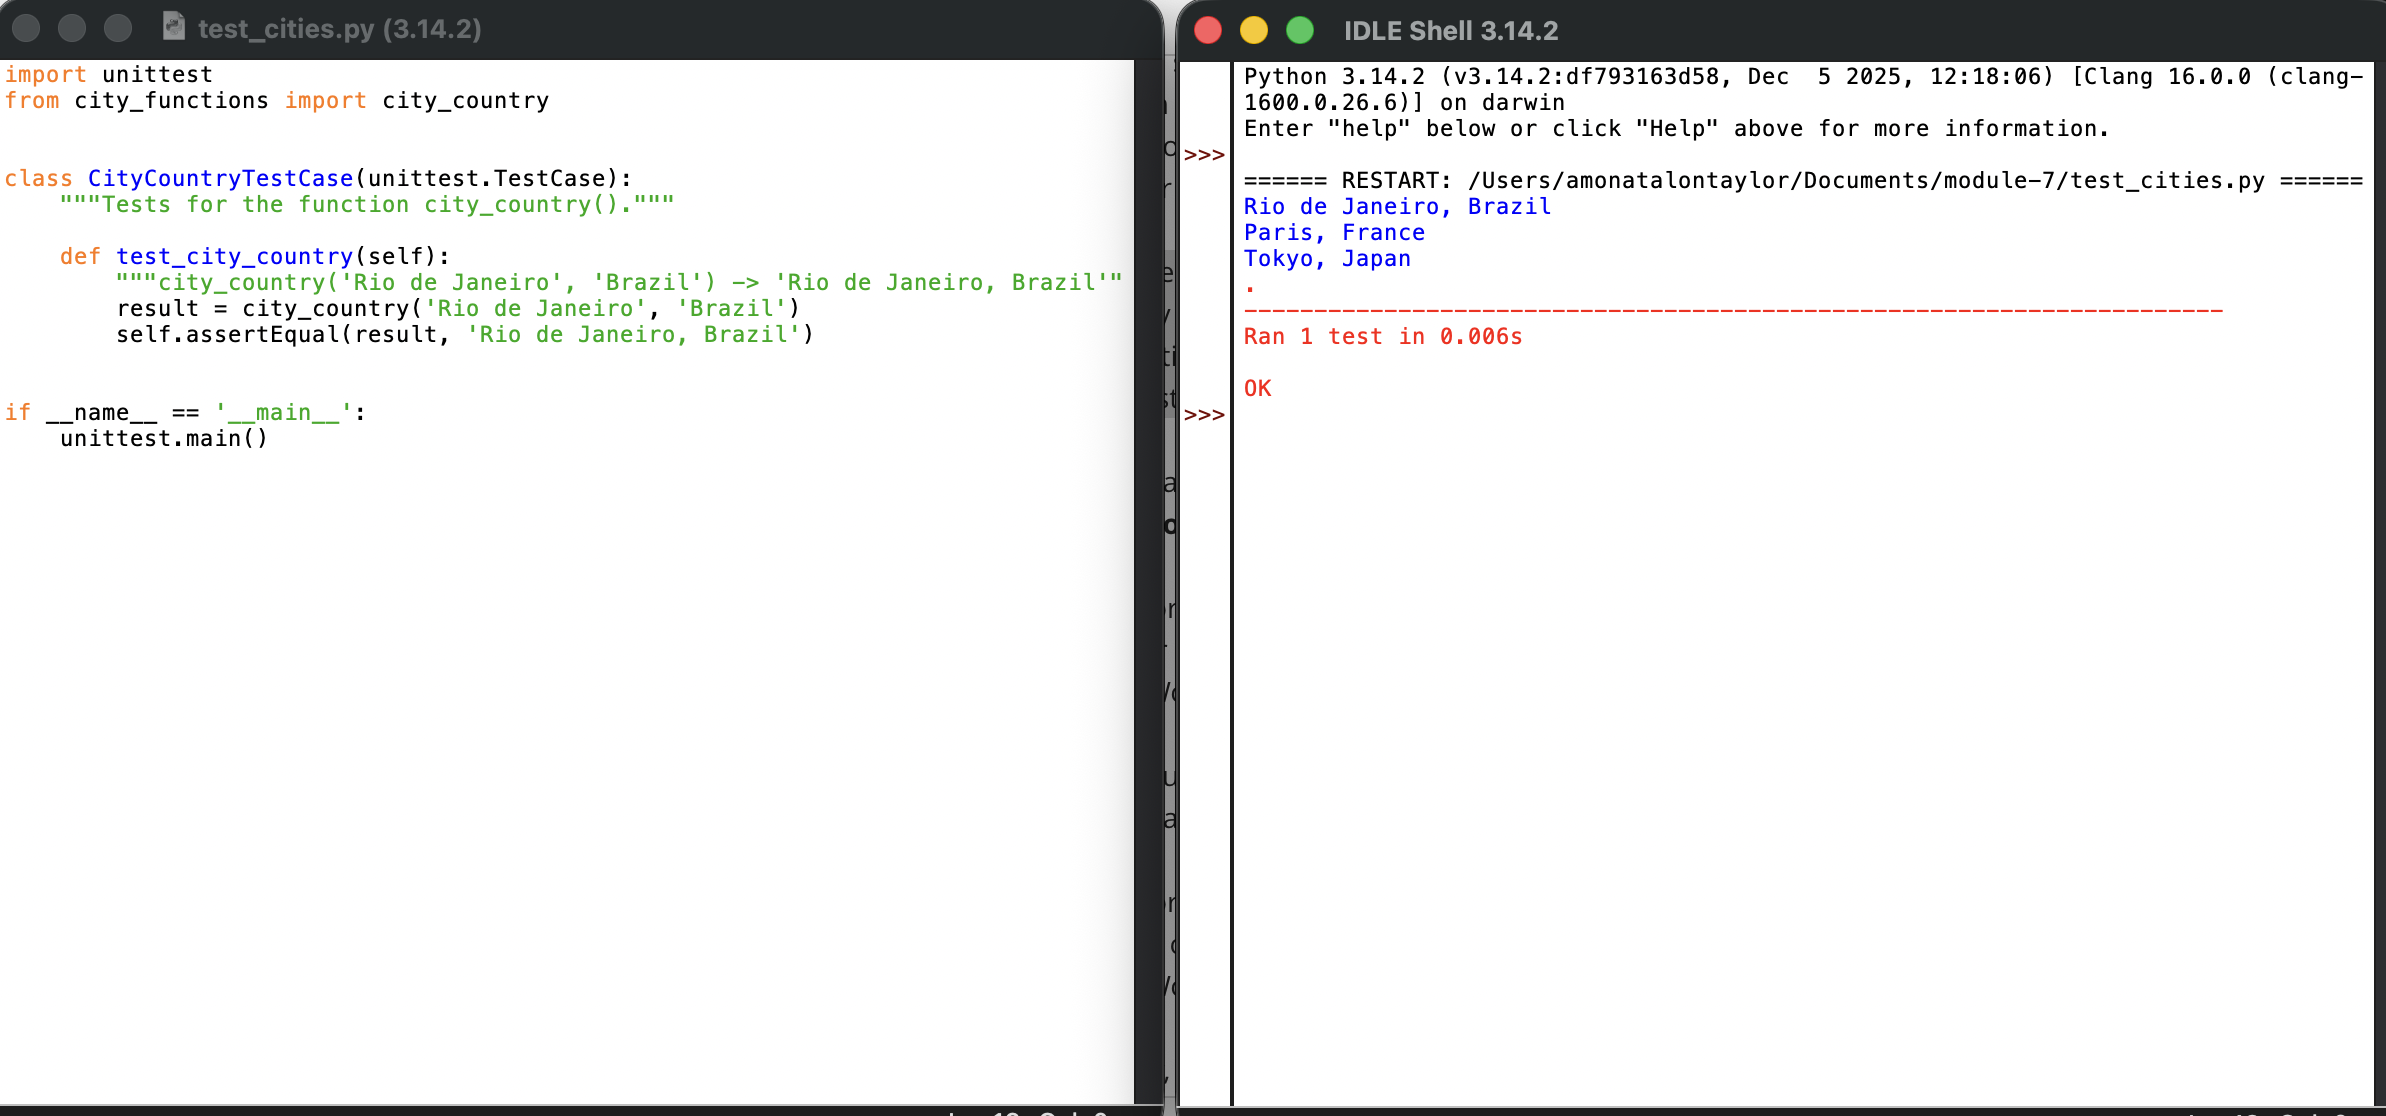 test_cities.py (3.14.2)
import unittest
from city_functions import city_country
class CityCountryTestCase(unittest.TestCase):
"""Tests for the function city_country()."""
def test_city_country(self):
"""city_country('Rio de Janeiro', 'Brazil') -> 'Rio de Janeiro, Brazil'"
result = city_country('Rio de Janeiro', 'Brazil')
self.assertEqual(result, 'Rio de Janeiro, Brazil')
if __name__ == '__main__':
unittest.main()
IDLE Shell 3.14.2
Python 3.14.2 (v3.14.2:df793163d58, Dec  5 2025, 12:18:06) [Clang 16.0.0 (clang-
1600.0.26.6)] on darwin
Enter "help" below or click "Help" above for more information.
>>>
====== RESTART: /Users/amonatalontaylor/Documents/module-7/test_cities.py ======
Rio de Janeiro, Brazil
Paris, France
Tokyo, Japan
.
----------------------------------------------------------------------
Ran 1 test in 0.006s
OK
>>>